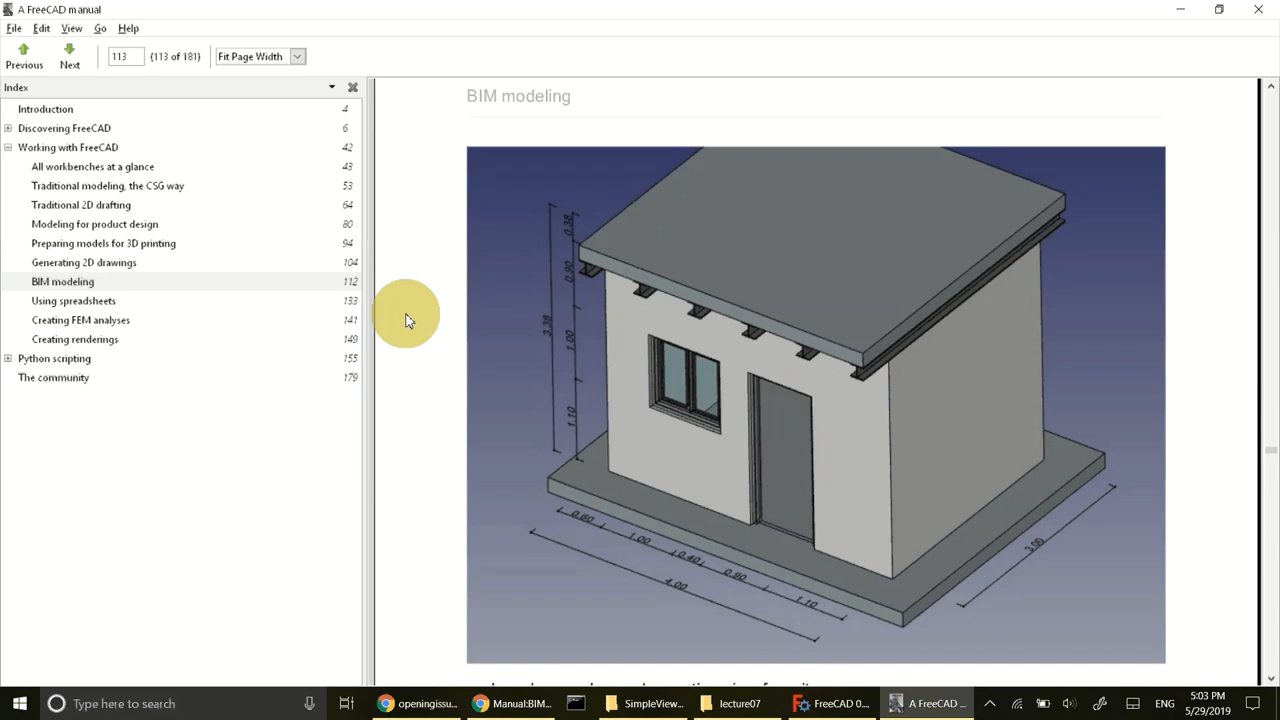 A FreeCAD manual
File Edit View Go Help
Previous Next 113 (113 of 181) Fit Page Width
Index
Introduction 4
Discovering FreeCAD 6
Working with FreeCAD 42
All workbenches at a glance 43
Traditional modeling, the CSG way 53
Traditional 2D drafting 64
Modeling for product design 80
Preparing models for 3D printing 94
Generating 2D drawings 104
BIM modeling 112
Using spreadsheets 133
Creating FEM analyses 141
Creating renderings 149
Python scripting 155
The community 179
BIM modeling
0.38
0.90
3.38
1.00
1.10
0.60
1.00
0.40
0.90
1.10
4.00
3.00
Type here to search
openingissu...
Manual:BIM...
SimpleView...
lecture07
FreeCAD 0...
A FreeCAD ...
5:03 PM
5/29/2019